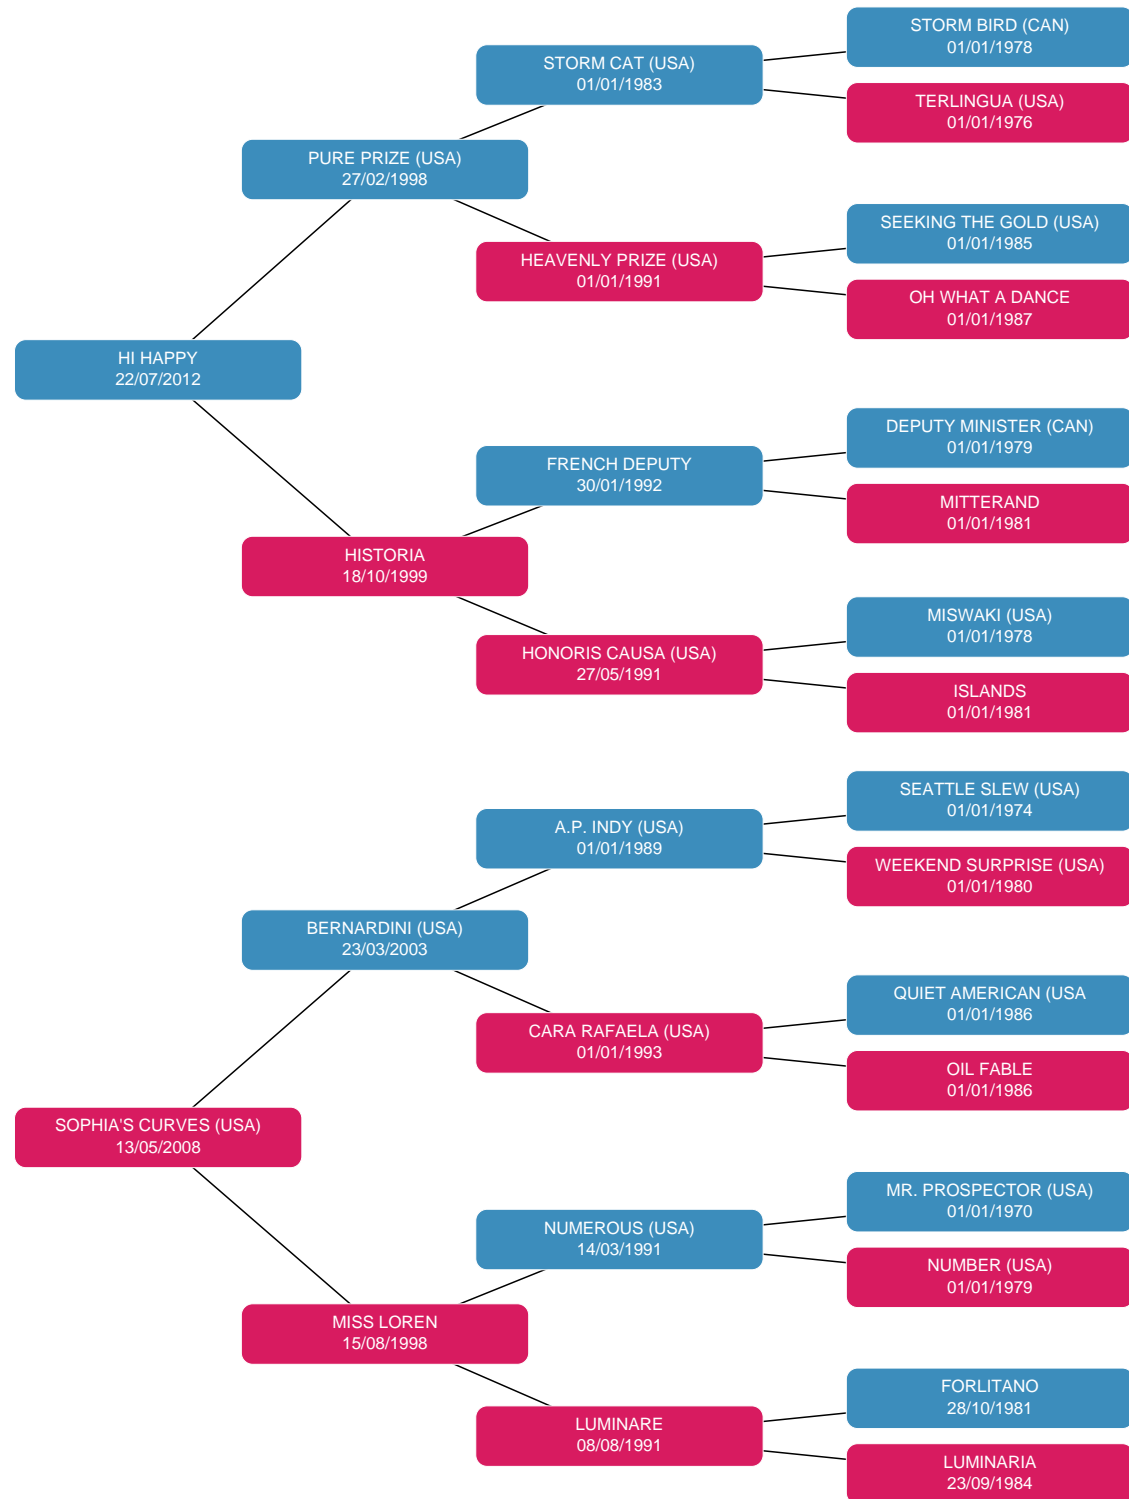 STORM BIRD (CAN)
01/01/1978
STORM CAT (USA)
01/01/1983
TERLINGUA (USA)
01/01/1976
PURE PRIZE (USA)
27/02/1998
SEEKING THE GOLD (USA)
01/01/1985
HEAVENLY PRIZE (USA)
01/01/1991
OH WHAT A DANCE
01/01/1987
HI HAPPY
22/07/2012
DEPUTY MINISTER (CAN)
01/01/1979
FRENCH DEPUTY
30/01/1992
MITTERAND
01/01/1981
HISTORIA
18/10/1999
MISWAKI (USA)
01/01/1978
HONORIS CAUSA (USA)
27/05/1991
ISLANDS
01/01/1981
SEATTLE SLEW (USA)
01/01/1974
A.P. INDY (USA)
01/01/1989
WEEKEND SURPRISE (USA)
01/01/1980
BERNARDINI (USA)
23/03/2003
QUIET AMERICAN (USA
01/01/1986
CARA RAFAELA (USA)
01/01/1993
OIL FABLE
01/01/1986
SOPHIA'S CURVES (USA)
13/05/2008
MR. PROSPECTOR (USA)
01/01/1970
NUMEROUS (USA)
14/03/1991
NUMBER (USA)
01/01/1979
MISS LOREN
15/08/1998
FORLITANO
28/10/1981
LUMINARE
08/08/1991
LUMINARIA
23/09/1984